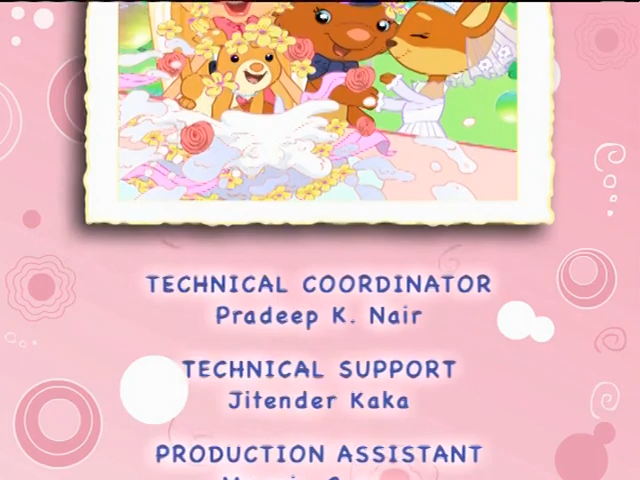 TECHNICAL COORDINATOR
Pradeep K. Nair
TECHNICAL SUPPORT
Jitender Kaka
PRODUCTION ASSISTANT